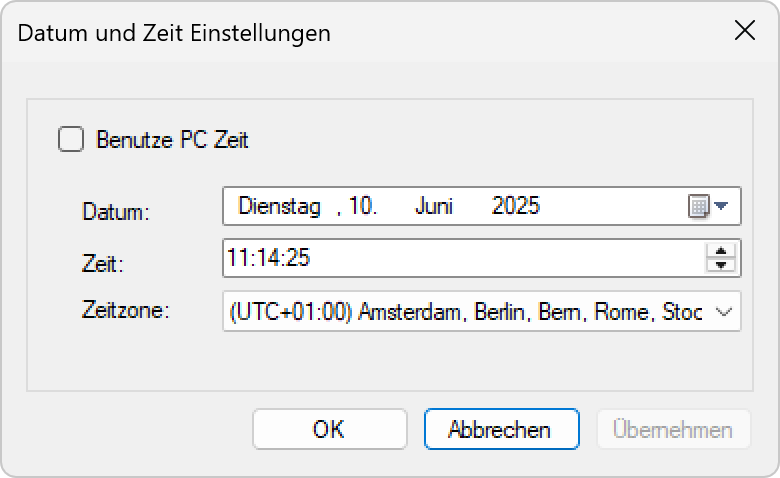 Datum und Zeit Einstellungen
Benutze PC Zeit
Datum: Dienstag , 10. Juni 2025
Zeit: 11:14:25
Zeitzone: (UTC+01:00) Amsterdam, Berlin, Bern, Rome, Stoc
OK Abbrechen Übernehmen